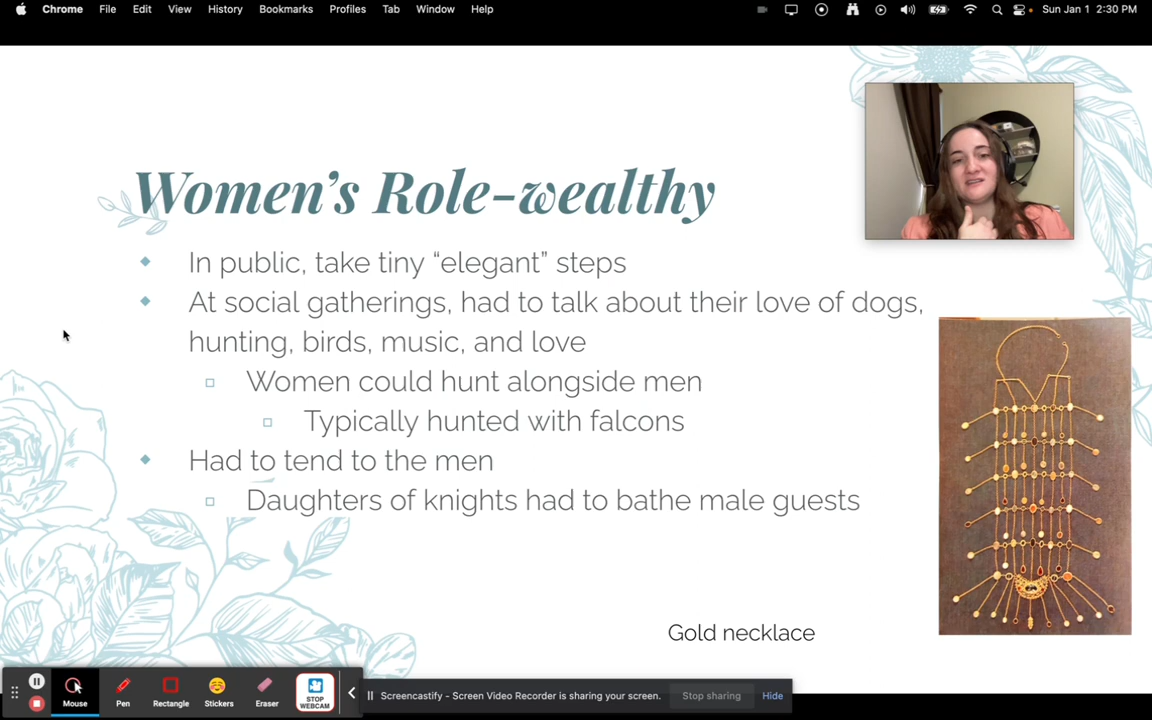 Chrome File Edit View History Bookmarks Profiles Tab Window Help Sun Jan 1 2:30 PM
Women's Role-wealthy
In public, take tiny “elegant” steps
At social gatherings, had to talk about their love of dogs,
hunting, birds, music, and love
Women could hunt alongside men
Typically hunted with falcons
Had to tend to the men
Daughters of knights had to bathe male guests
Gold necklace
Mouse Pen Rectangle Stickers Eraser STOP
WEBCAM
Screencastify - Screen Video Recorder is sharing your screen. Stop sharing Hide